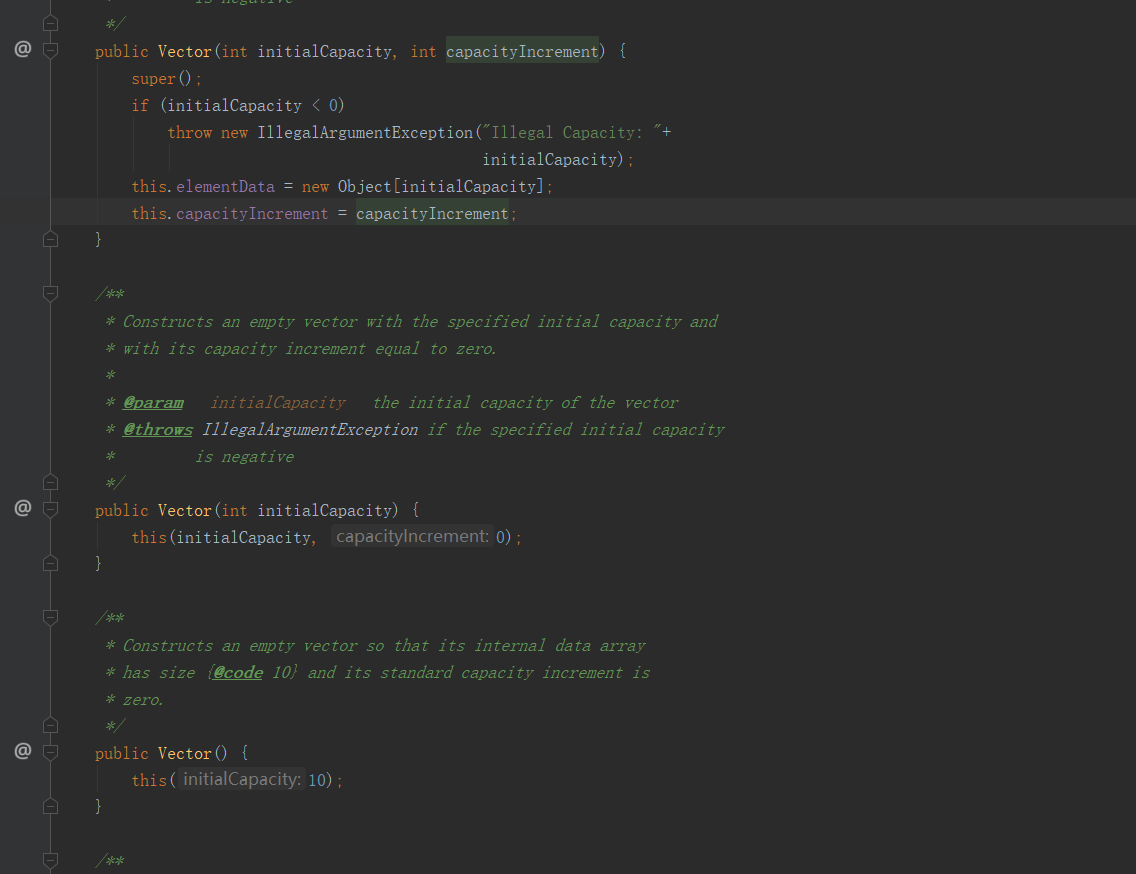 is negative
*/
@ public Vector(int initialCapacity, int capacityIncrement) {
super();
if (initialCapacity < 0)
throw new IllegalArgumentException("Illegal Capacity: "+
initialCapacity);
this.elementData = new Object[initialCapacity];
this.capacityIncrement = capacityIncrement;
}
/**
* Constructs an empty vector with the specified initial capacity and
* with its capacity increment equal to zero.
*
* @param initialCapacity the initial capacity of the vector
* @throws IllegalArgumentException if the specified initial capacity
* is negative
*/
@ public Vector(int initialCapacity) {
this(initialCapacity, capacityIncrement: 0);
}
/**
* Constructs an empty vector so that its internal data array
* has size {@code 10} and its standard capacity increment is
* zero.
*/
@ public Vector() {
this(initialCapacity: 10);
}
/**